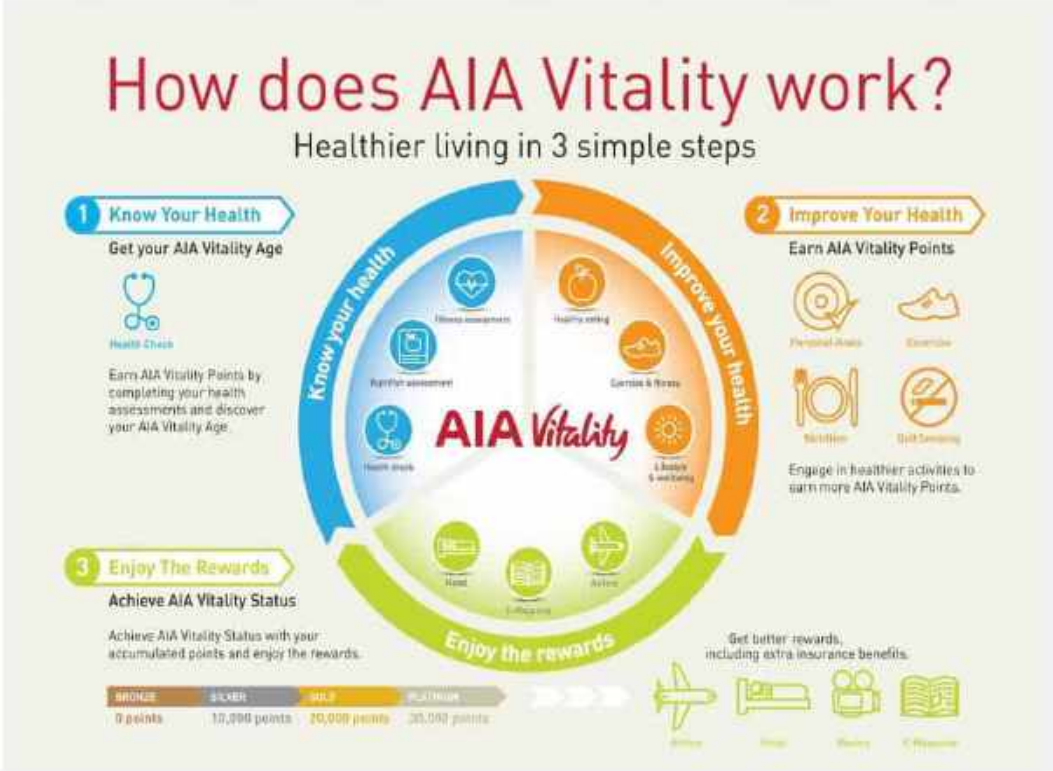 How does AIA Vitality work?
Healthier living in 3 simple steps
1 Know Your Health
Get your AIA Vitality Age
Health Check
Earn AIA Vitality Points by
completing your health
assessments and discover
your AIA Vitality Age
2 Improve Your Health
Earn AIA Vitality Points
Exercise
Nutrition
Quit Smoking
Engage in healthier activities to
earn more AIA Vitality Points.
Know your health
Fitness assessment
Nutrition assessment
Health check
Improve your health
Healthy eating
Exercise & fitness
Lifestyle
& wellbeing
AIA Vitality
Hotel
Airline
Enjoy the rewards
3 Enjoy The Rewards
Achieve AIA Vitality Status
Achieve AIA Vitality Status with your
accumulated points and enjoy the rewards.
BRONZE SILVER GOLD PLATINUM
0 points 10,000 points 20,000 points 30,000 points
Get better rewards,
including extra insurance benefits.
Airline Hotel